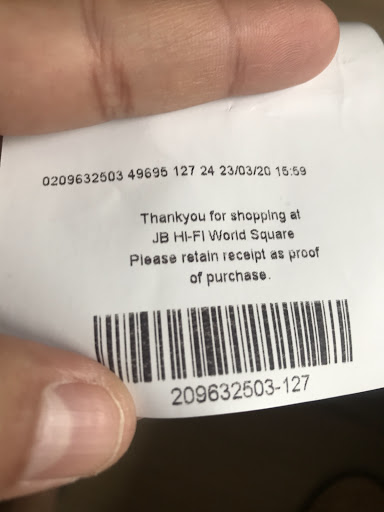 0209632503 49695 127 24 23/03/20 15:59
Thankyou for shopping at
JB HI-FI World Square
Please retain receipt as proof
of purchase.
209632503-127